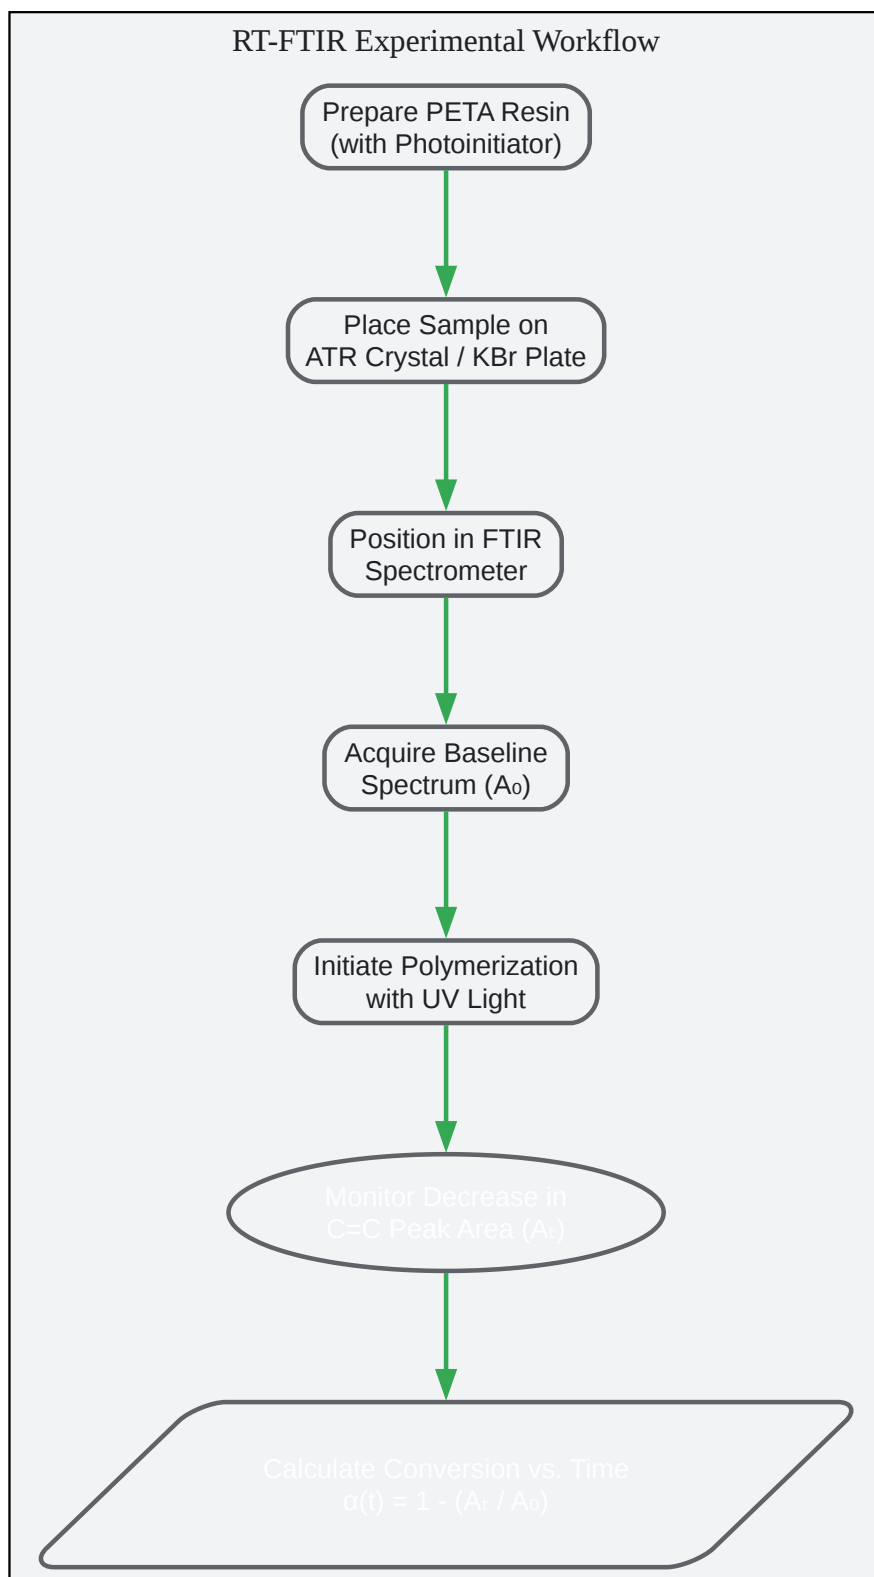 RT-FTIR Experimental Workflow
Prepare PETA Resin
(with Photoinitiator)
Place Sample on
ATR Crystal / KBr Plate
Position in FTIR
Spectrometer
Acquire Baseline
Spectrum (A₀)
Initiate Polymerization
with UV Light
Monitor Decrease in
C=C Peak Area (Aₜ)
Calculate Conversion vs. Time
α(t) = 1 - (Aₜ / A₀)